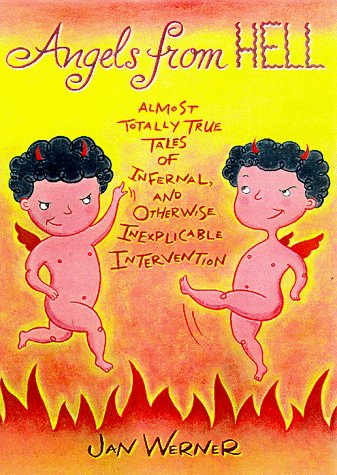 Angels from HELL
ALMOST
TOTALLY TRUE
TALES
OF
INFERNAL,
AND
OTHERWISE
INEXPLICABLE
INTERVENTION
JAN WERNER